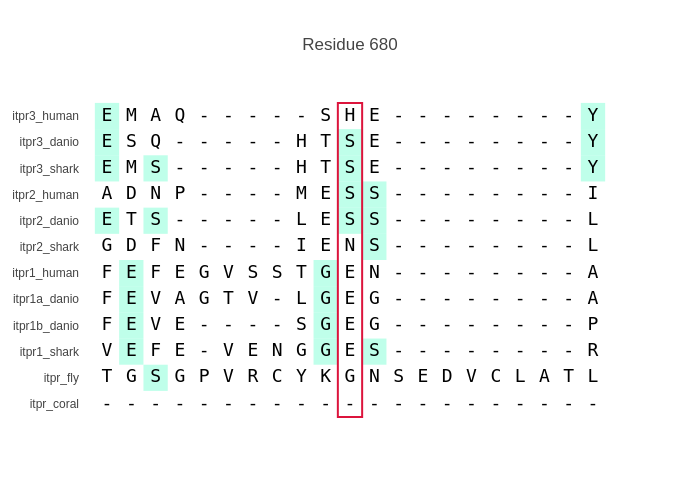 Residue 680
itpr3_human E M A Q - - - - - S H E - - - - - - - - Y
itpr3_danio E S Q - - - - - H T S E - - - - - - - - Y
itpr3_shark E M S - - - - - H T S E - - - - - - - - Y
itpr2_human A D N P - - - - M E S S - - - - - - - - I
itpr2_danio E T S - - - - - L E S S - - - - - - - - L
itpr2_shark G D F N - - - - I E N S - - - - - - - - L
itpr1_human F E F E G V S S T G E N - - - - - - - - A
itpr1a_danio F E V A G T V - L G E G - - - - - - - - A
itpr1b_danio F E V E - - - - S G E G - - - - - - - - P
itpr1_shark V E F E - V E N G G E S - - - - - - - - R
itpr_fly T G S G P V R C Y K G N S E D V C L A T L
itpr_coral - - - - - - - - - - - - - - - - - - - - -